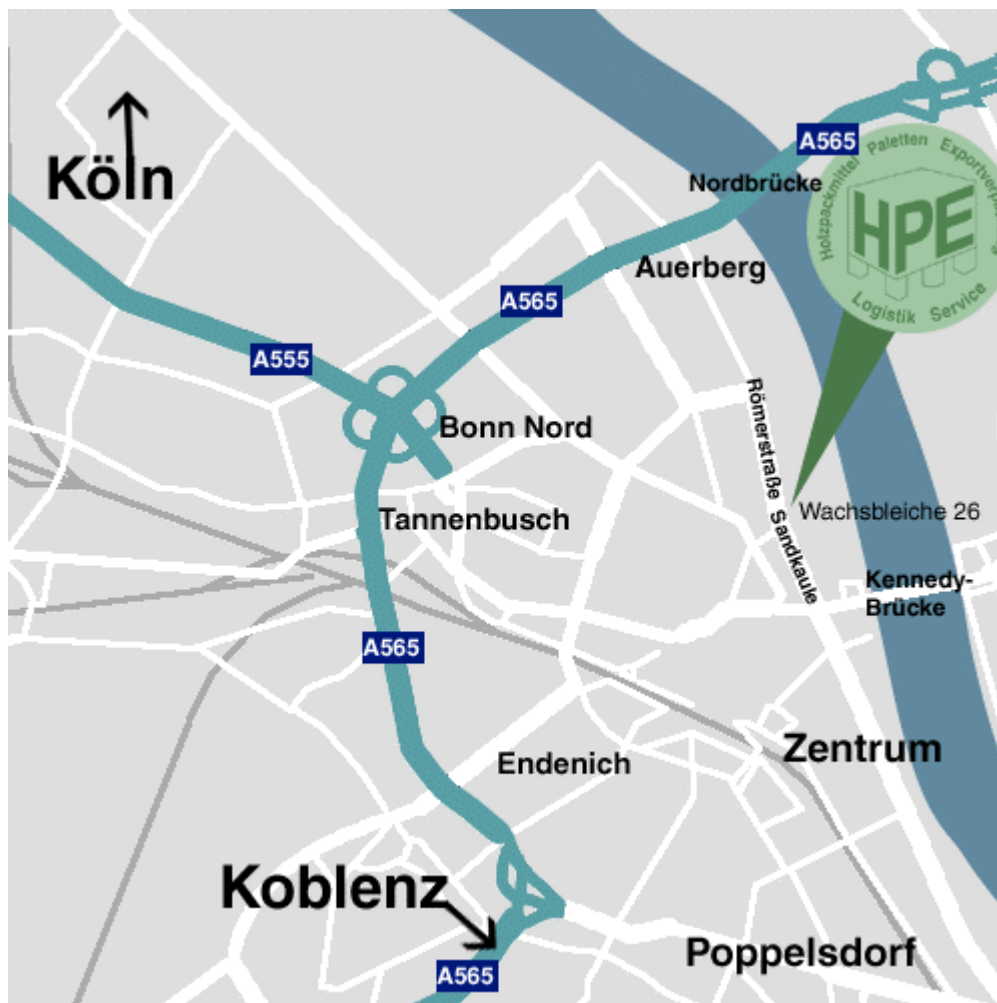 Köln
A565
Nordbrücke
Holzpackmittel Paletten
HPE
Logistik Service
Auerberg
A565
A555
Bonn Nord
Römerstraße Sandkaule
Wachsbleiche 26
Tannenbusch
Kennedy-
Brücke
A565
Zentrum
Endenich
Koblenz
Poppelsdorf
A565